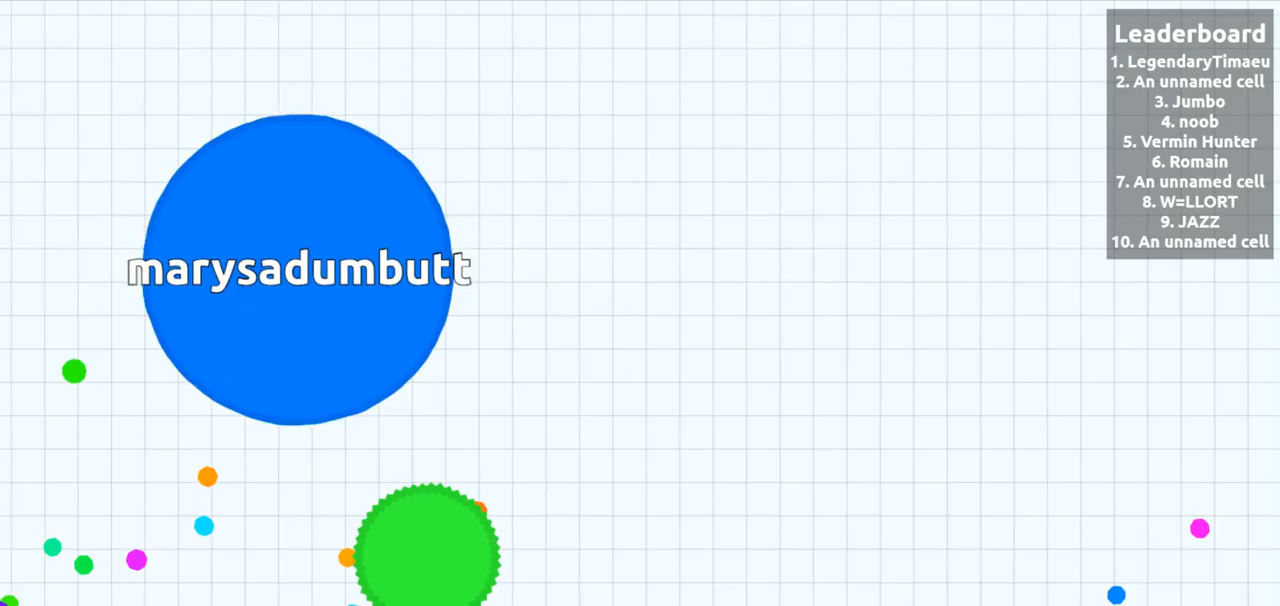 marysadumbutt
Leaderboard
1. LegendaryTimaeu
2. An unnamed cell
3. Jumbo
4. noob
5. Vermin Hunter
6. Romain
7. An unnamed cell
8. W=LLORT
9. JAZZ
10. An unnamed cell